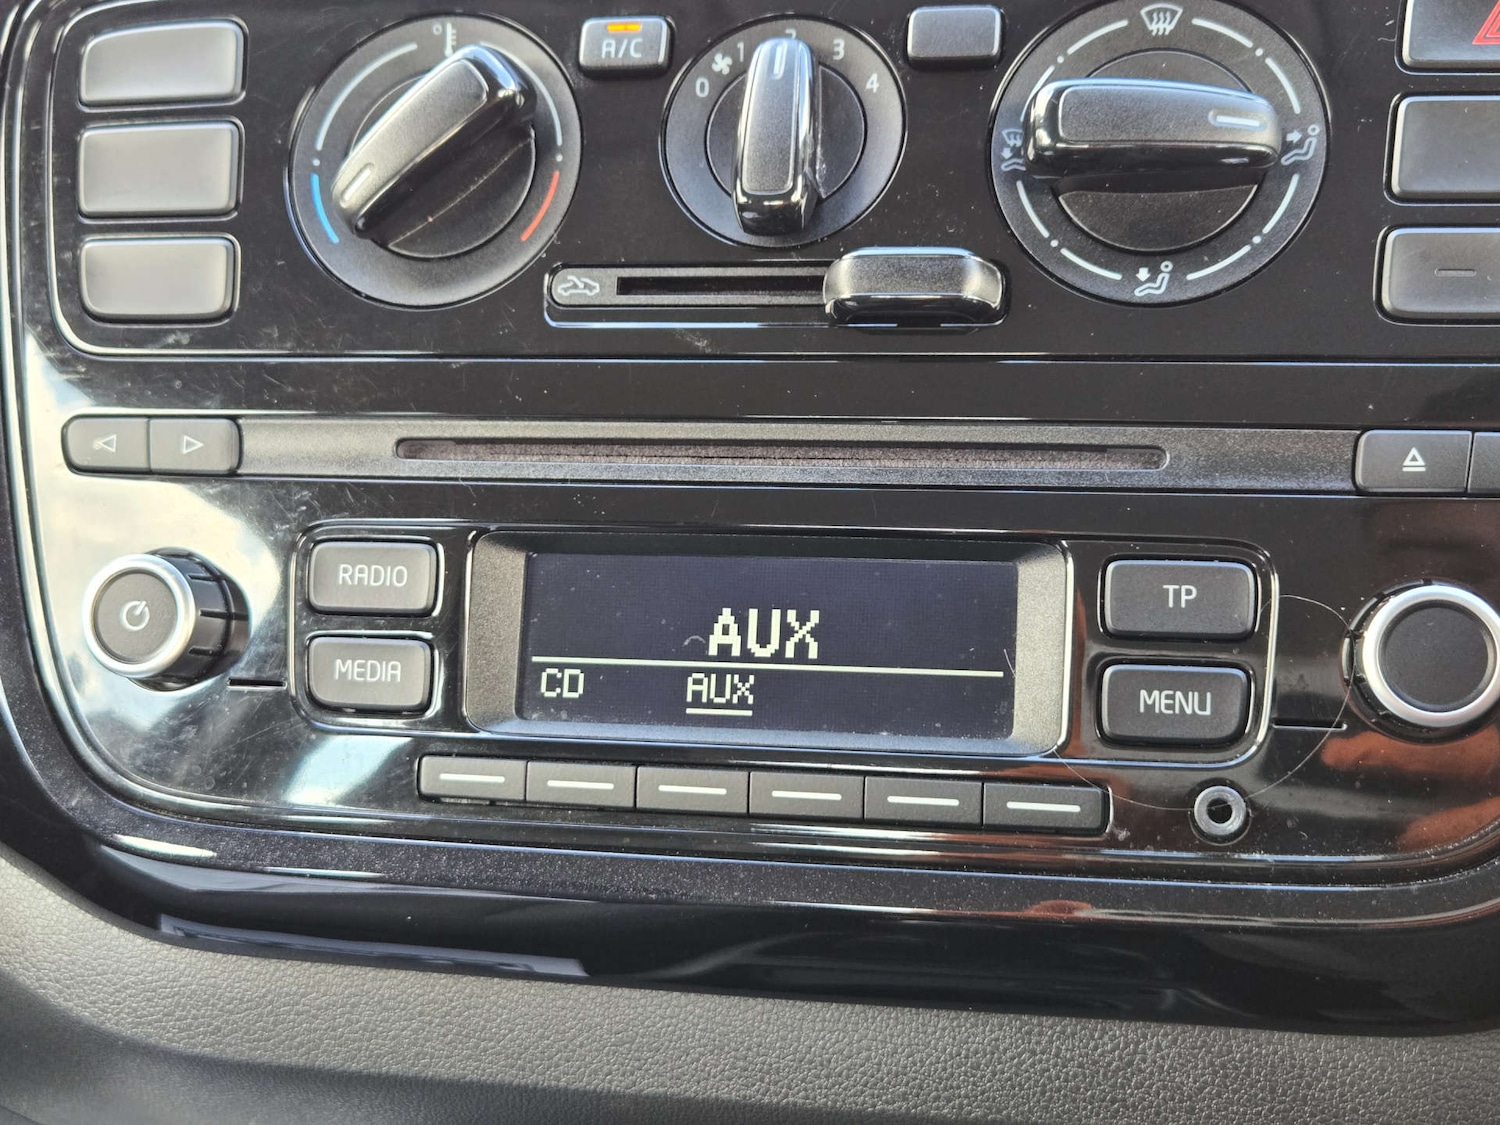 A/C
0 1 2 3 4
RADIO
MEDIA
AUX
CD AUX
TP
MENU